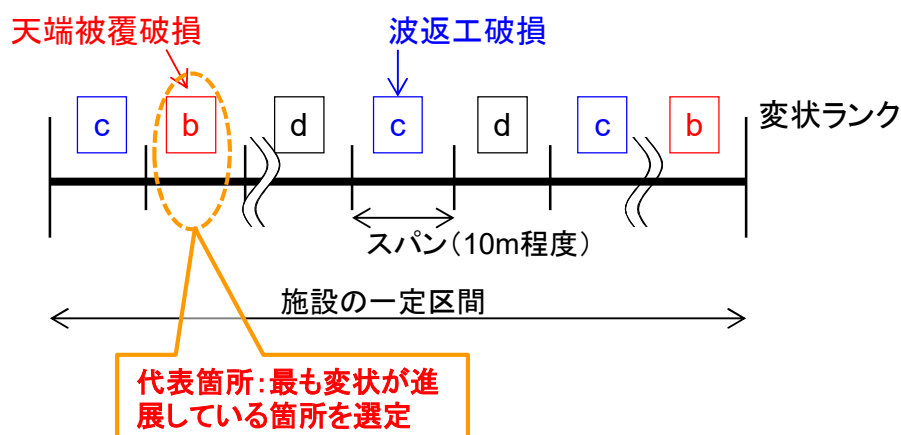 天端被覆破損
波返工破損
c b d c d c b 変状ランク
スパン（10m程度）
施設の一定区間
代表箇所：最も変状が進
展している箇所を選定